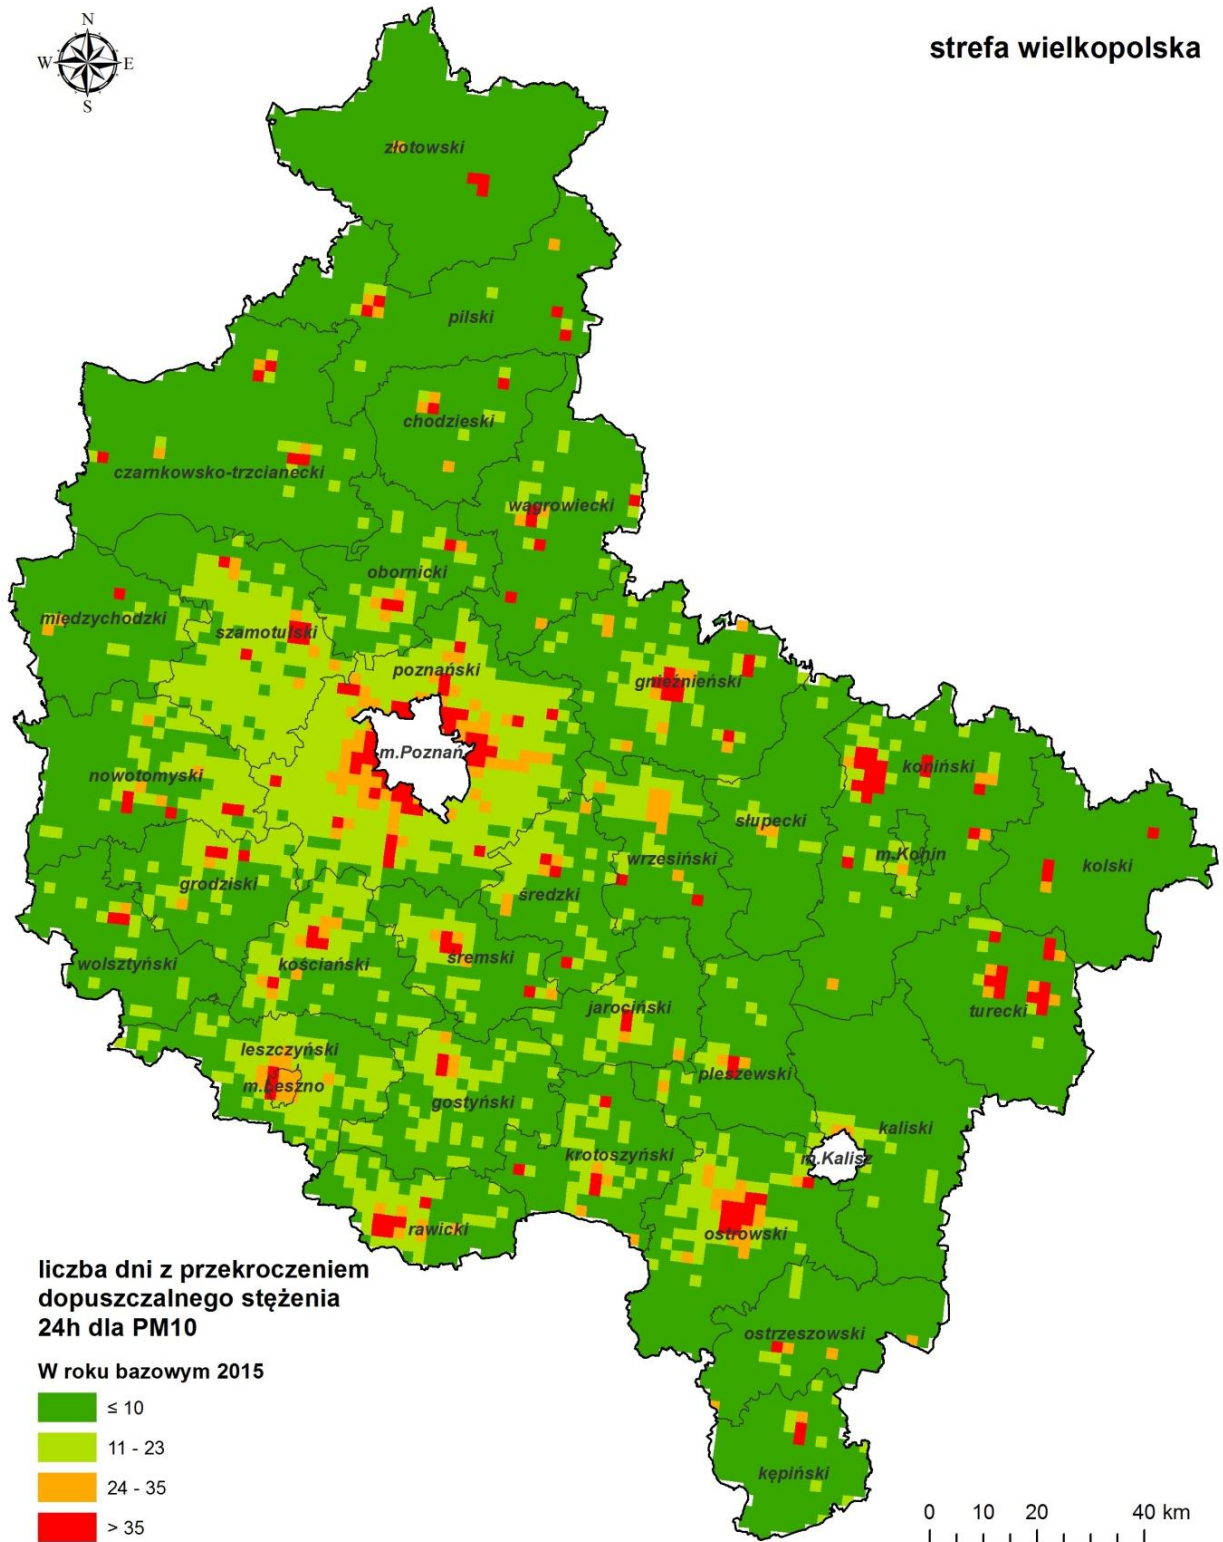 N
W E
S
strefa wielkopolska
złotowski
pilski
chodzieski
czarnkowsko-trzcianecki
wągrowiecki
obornicki
międzychodzki
szamotulski
poznański
gnieźnieński
m.Poznań
nowotomyski
koniński
słupecki
wrzesiński
m.Konin
kolski
grodziski
średzki
wolsztyński
kościański
śremski
jarociński
turecki
leszczyński
m.Leszno
pleszewski
gostyński
kaliski
krotoszyński
m.Kalisz
rawicki
ostrowski
ostrzeszowski
kępiński
liczba dni z przekroczeniem
dopuszczalnego stężenia
24h dla PM10
W roku bazowym 2015
≤ 10
11 - 23
24 - 35
> 35
0 10 20 40 km